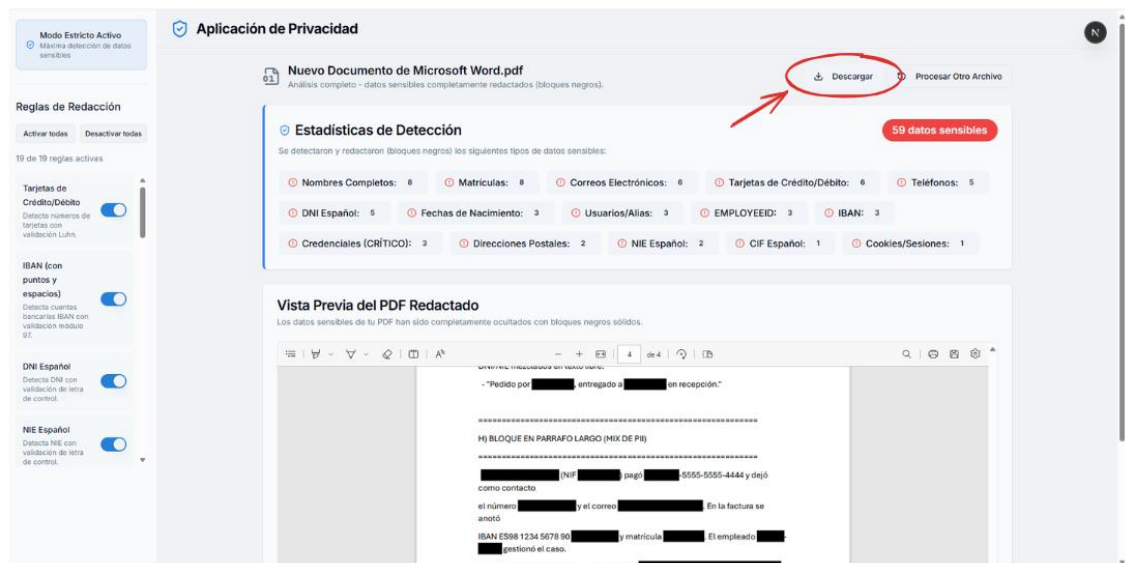 Modo Estricto Activo
Máxima detección de datos
sensibles
Reglas de Redacción
Activar todas Desactivar todas
19 de 19 reglas activas
Tarjetas de
Crédito/Débito
Detecta números de
tarjetas con
validación Luhn.
IBAN (con
puntos y
espacios)
Detecta cuentas
bancarias IBAN con
validación módulo
97.
DNI Español
Detecta DNI con
validación de letra
de control.
NIE Español
Detecta NIE con
validación de letra
de control.
Aplicación de Privacidad
N
Nuevo Documento de Microsoft Word.pdf
Análisis completo - datos sensibles completamente redactados (bloques negros).
Descargar Procesar Otro Archivo
Estadísticas de Detección
59 datos sensibles
Se detectaron y redactaron (bloques negros) los siguientes tipos de datos sensibles:
Nombres Completos: 8 Matrículas: 8 Correos Electrónicos: 6 Tarjetas de Crédito/Débito: 6 Teléfonos: 5
DNI Español: 5 Fechas de Nacimiento: 3 Usuarios/Alias: 3 EMPLOYEEID: 3 IBAN: 3
Credenciales (CRÍTICO): 3 Direcciones Postales: 2 NIE Español: 2 CIF Español: 1 Cookies/Sesiones: 1
Vista Previa del PDF Redactado
Los datos sensibles de tu PDF han sido completamente ocultados con bloques negros sólidos.
4 de 4
DNI/NIE mezclados en texto libre:
- "Pedido por , entregado a en recepción."
============================================================
H) BLOQUE EN PARRAFO LARGO (MIX DE PII)
============================================================
(NIF ) pagó -5555-5555-4444 y dejó
como contacto
el número y el correo . En la factura se
anotó
IBAN ES98 1234 5678 90 y matrícula . El empleado -
gestionó el caso.